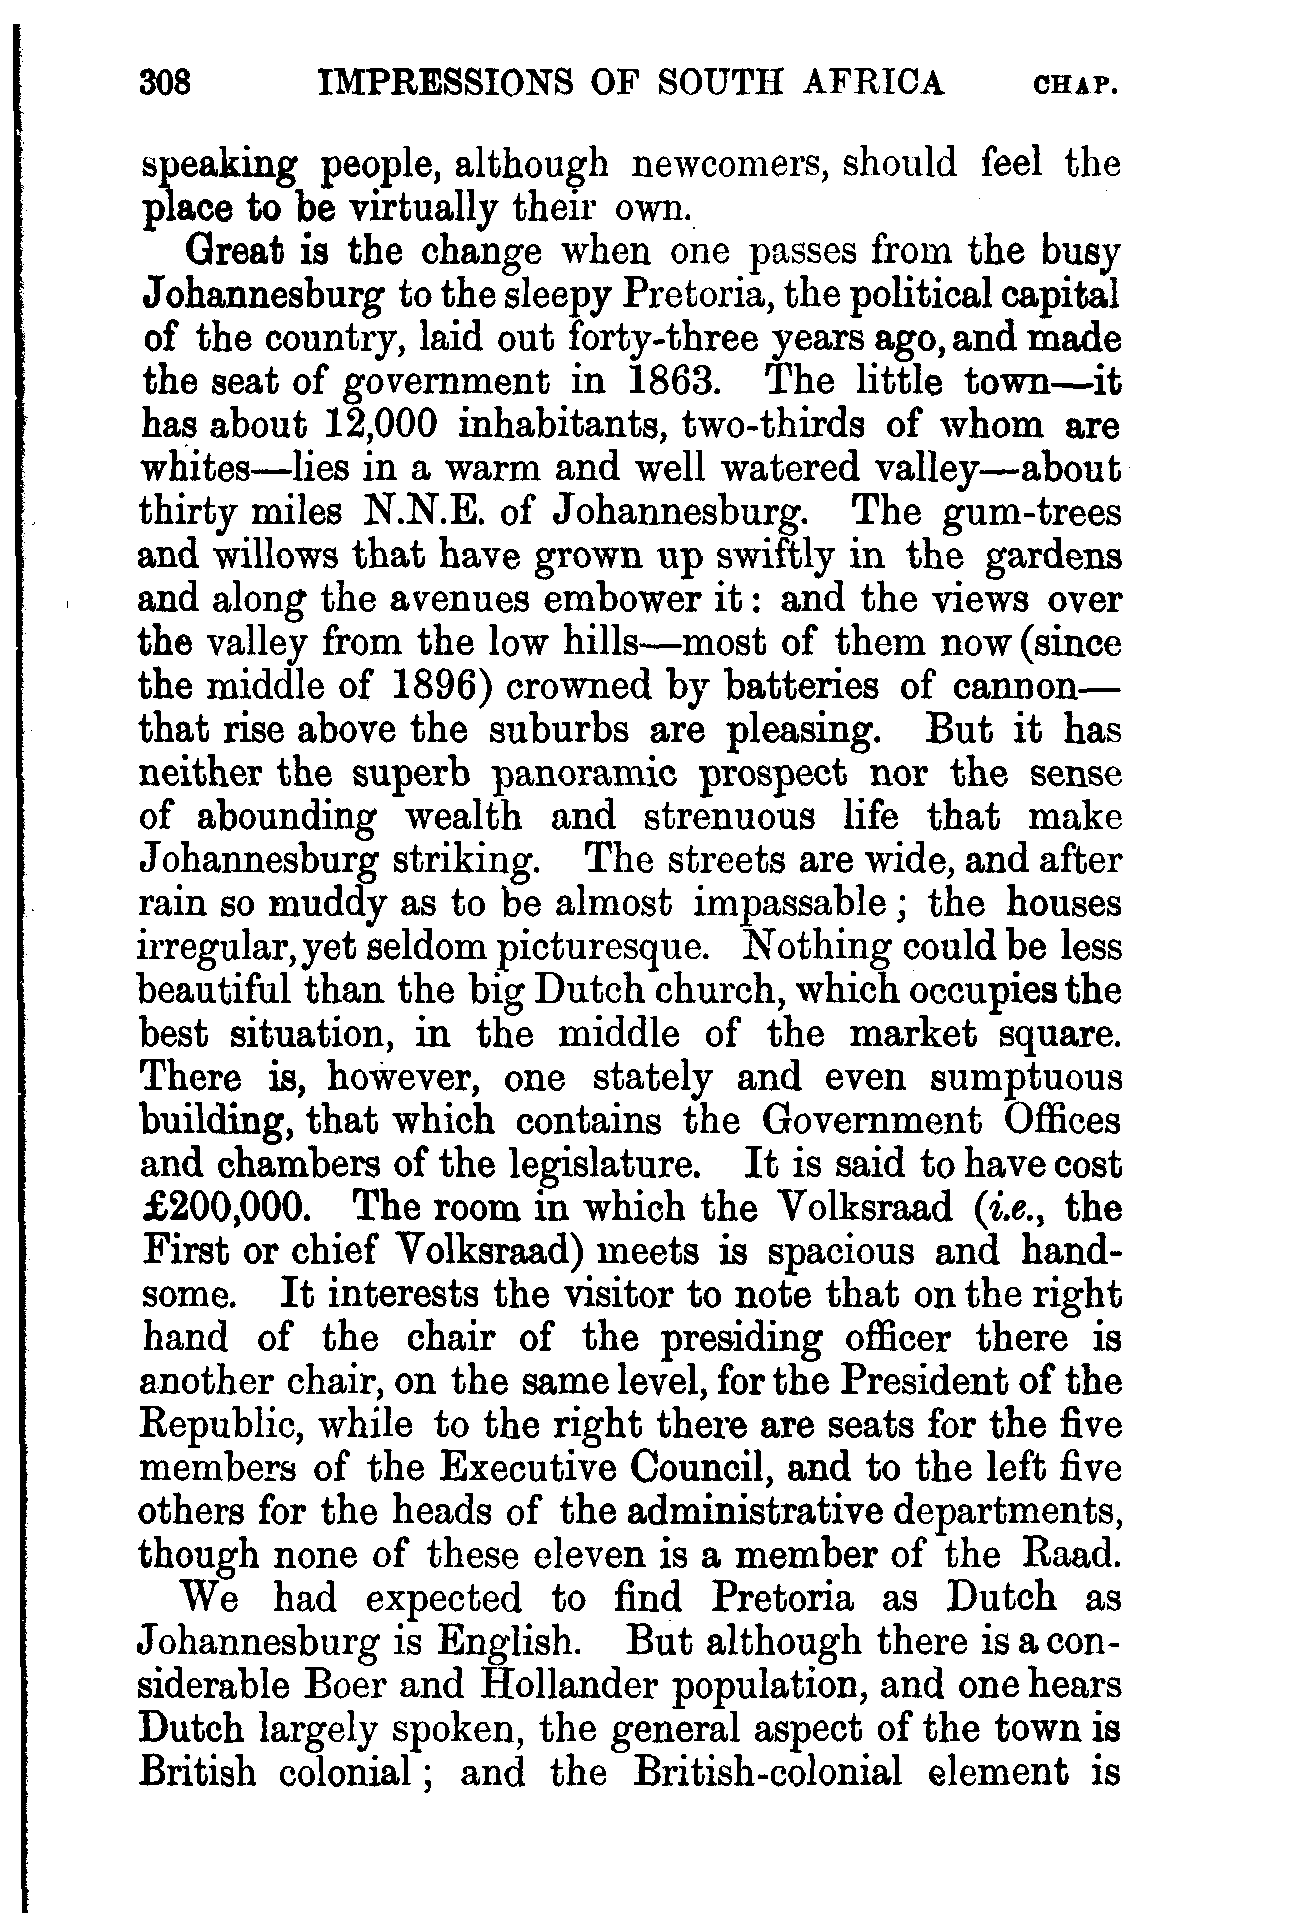 308 IMPRESSIONS OF SOUTH AFRICA CHAP.
speaking people, although newcomers, should feel the
place to be virtually their own.
Great is the change when one passes from the busy
Johannesburg to the sleepy Pretoria, the political capital
of the country, laid out forty-three years ago, and made
the seat of government in 1863. The little town—it
has about 12,000 inhabitants, two-thirds of whom are
whites—lies in a warm and well watered valley—about
thirty miles N.N.E. of Johannesburg. The gum-trees
and willows that have grown up swiftly in the gardens
and along the avenues embower it: and the views over
the valley from the low hills—most of them now (since
the middle of 1896) crowned by batteries of cannon—
that rise above the suburbs are pleasing. But it has
neither the superb panoramic prospect nor the sense
of abounding wealth and strenuous life that make
Johannesburg striking. The streets are wide, and after
rain so muddy as to be almost impassable; the houses
irregular, yet seldom picturesque. Nothing could be less
beautiful than the big Dutch church, which occupies the
best situation, in the middle of the market square.
There is, however, one stately and even sumptuous
building, that which contains the Government Offices
and chambers of the legislature. It is said to have cost
£200,000. The room in which the Volksraad (i.e., the
First or chief Volksraad) meets is spacious and hand-
some. It interests the visitor to note that on the right
hand of the chair of the presiding officer there is
another chair, on the same level, for the President of the
Republic, while to the right there are seats for the five
members of the Executive Council, and to the left five
others for the heads of the administrative departments,
though none of these eleven is a member of the Raad.
We had expected to find Pretoria as Dutch as
Johannesburg is English. But although there is a con-
siderable Boer and Hollander population, and one hears
Dutch largely spoken, the general aspect of the town is
British colonial; and the British-colonial element is